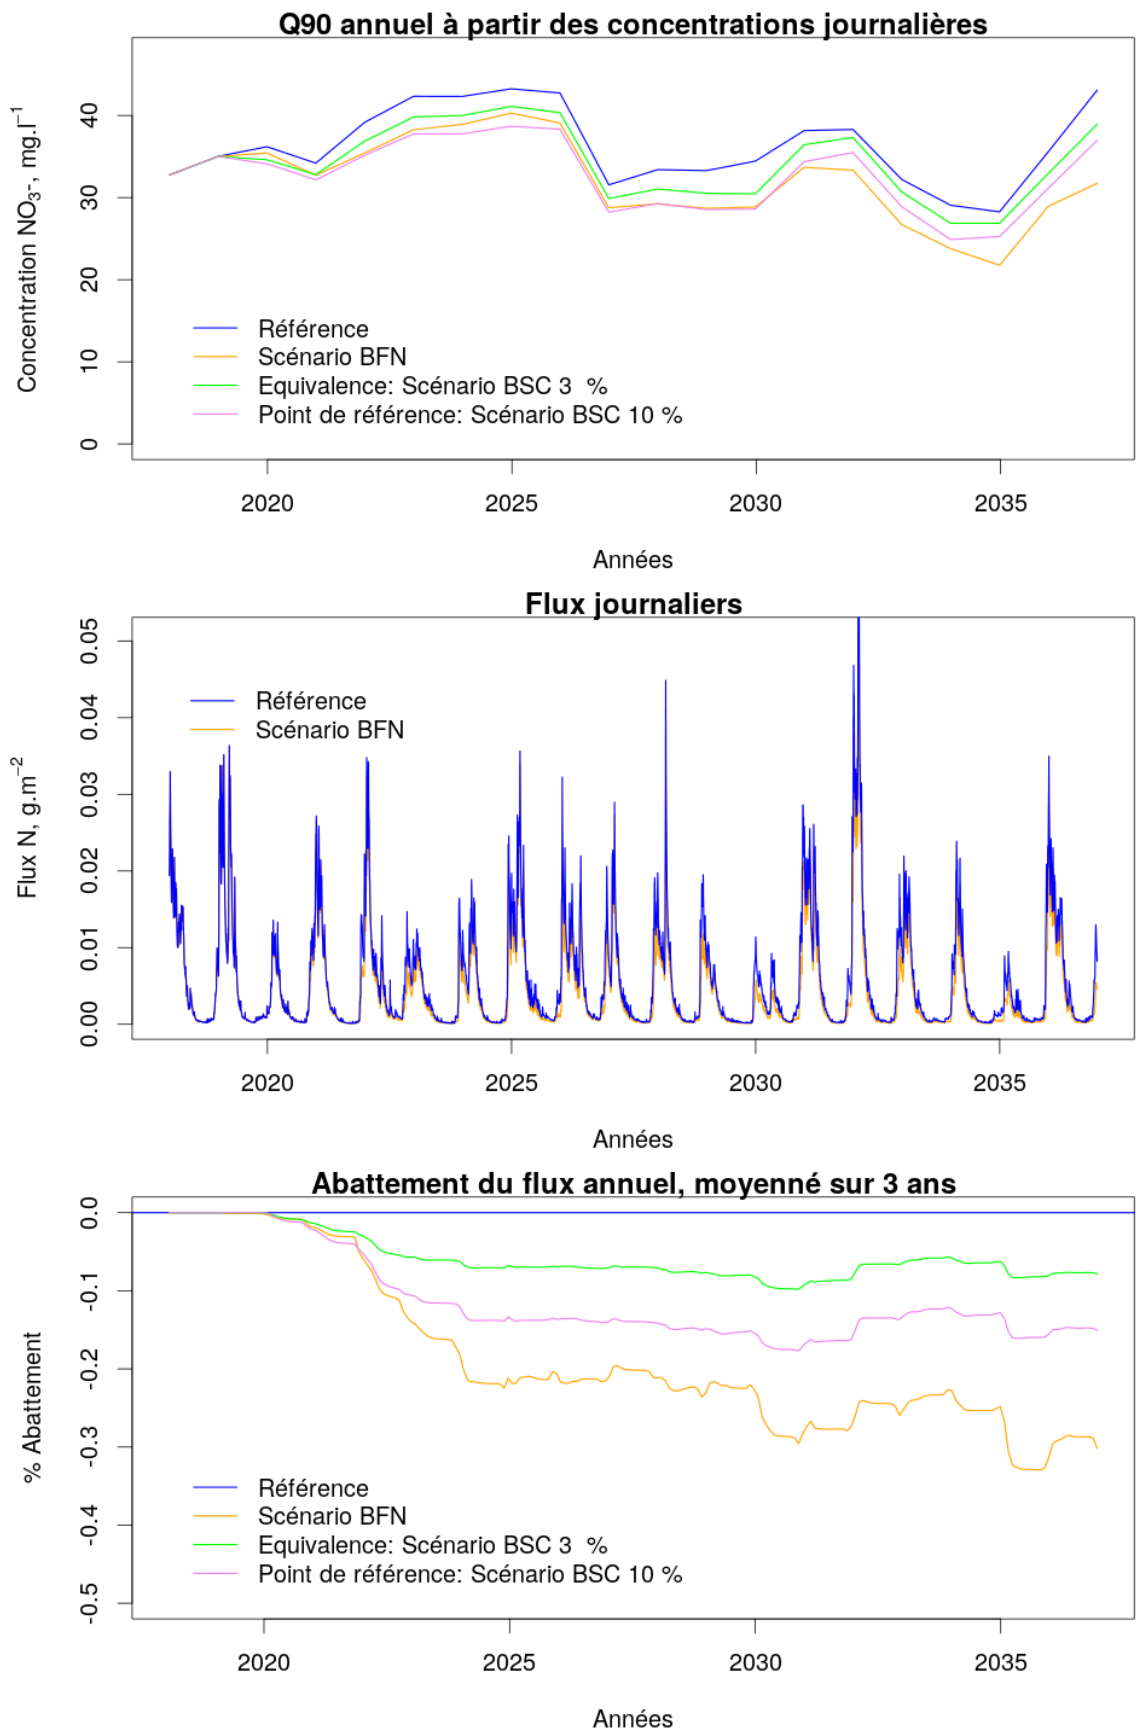 Q90 annuel à partir des concentrations journalières
Concentration NO3-, mg.l−1
40
30
20
10
0
Référence
Scénario BFN
Equivalence: Scénario BSC 3 %
Point de référence: Scénario BSC 10 %
2020 2025 2030 2035
Années
Flux journaliers
Flux N, g.m−2
0.05
0.04
0.03
0.02
0.01
0.00
Référence
Scénario BFN
2020 2025 2030 2035
Années
Abattement du flux annuel, moyenné sur 3 ans
% Abattement
0.0
-0.1
-0.2
-0.3
-0.4
-0.5
Référence
Scénario BFN
Equivalence: Scénario BSC 3 %
Point de référence: Scénario BSC 10 %
2020 2025 2030 2035
Années